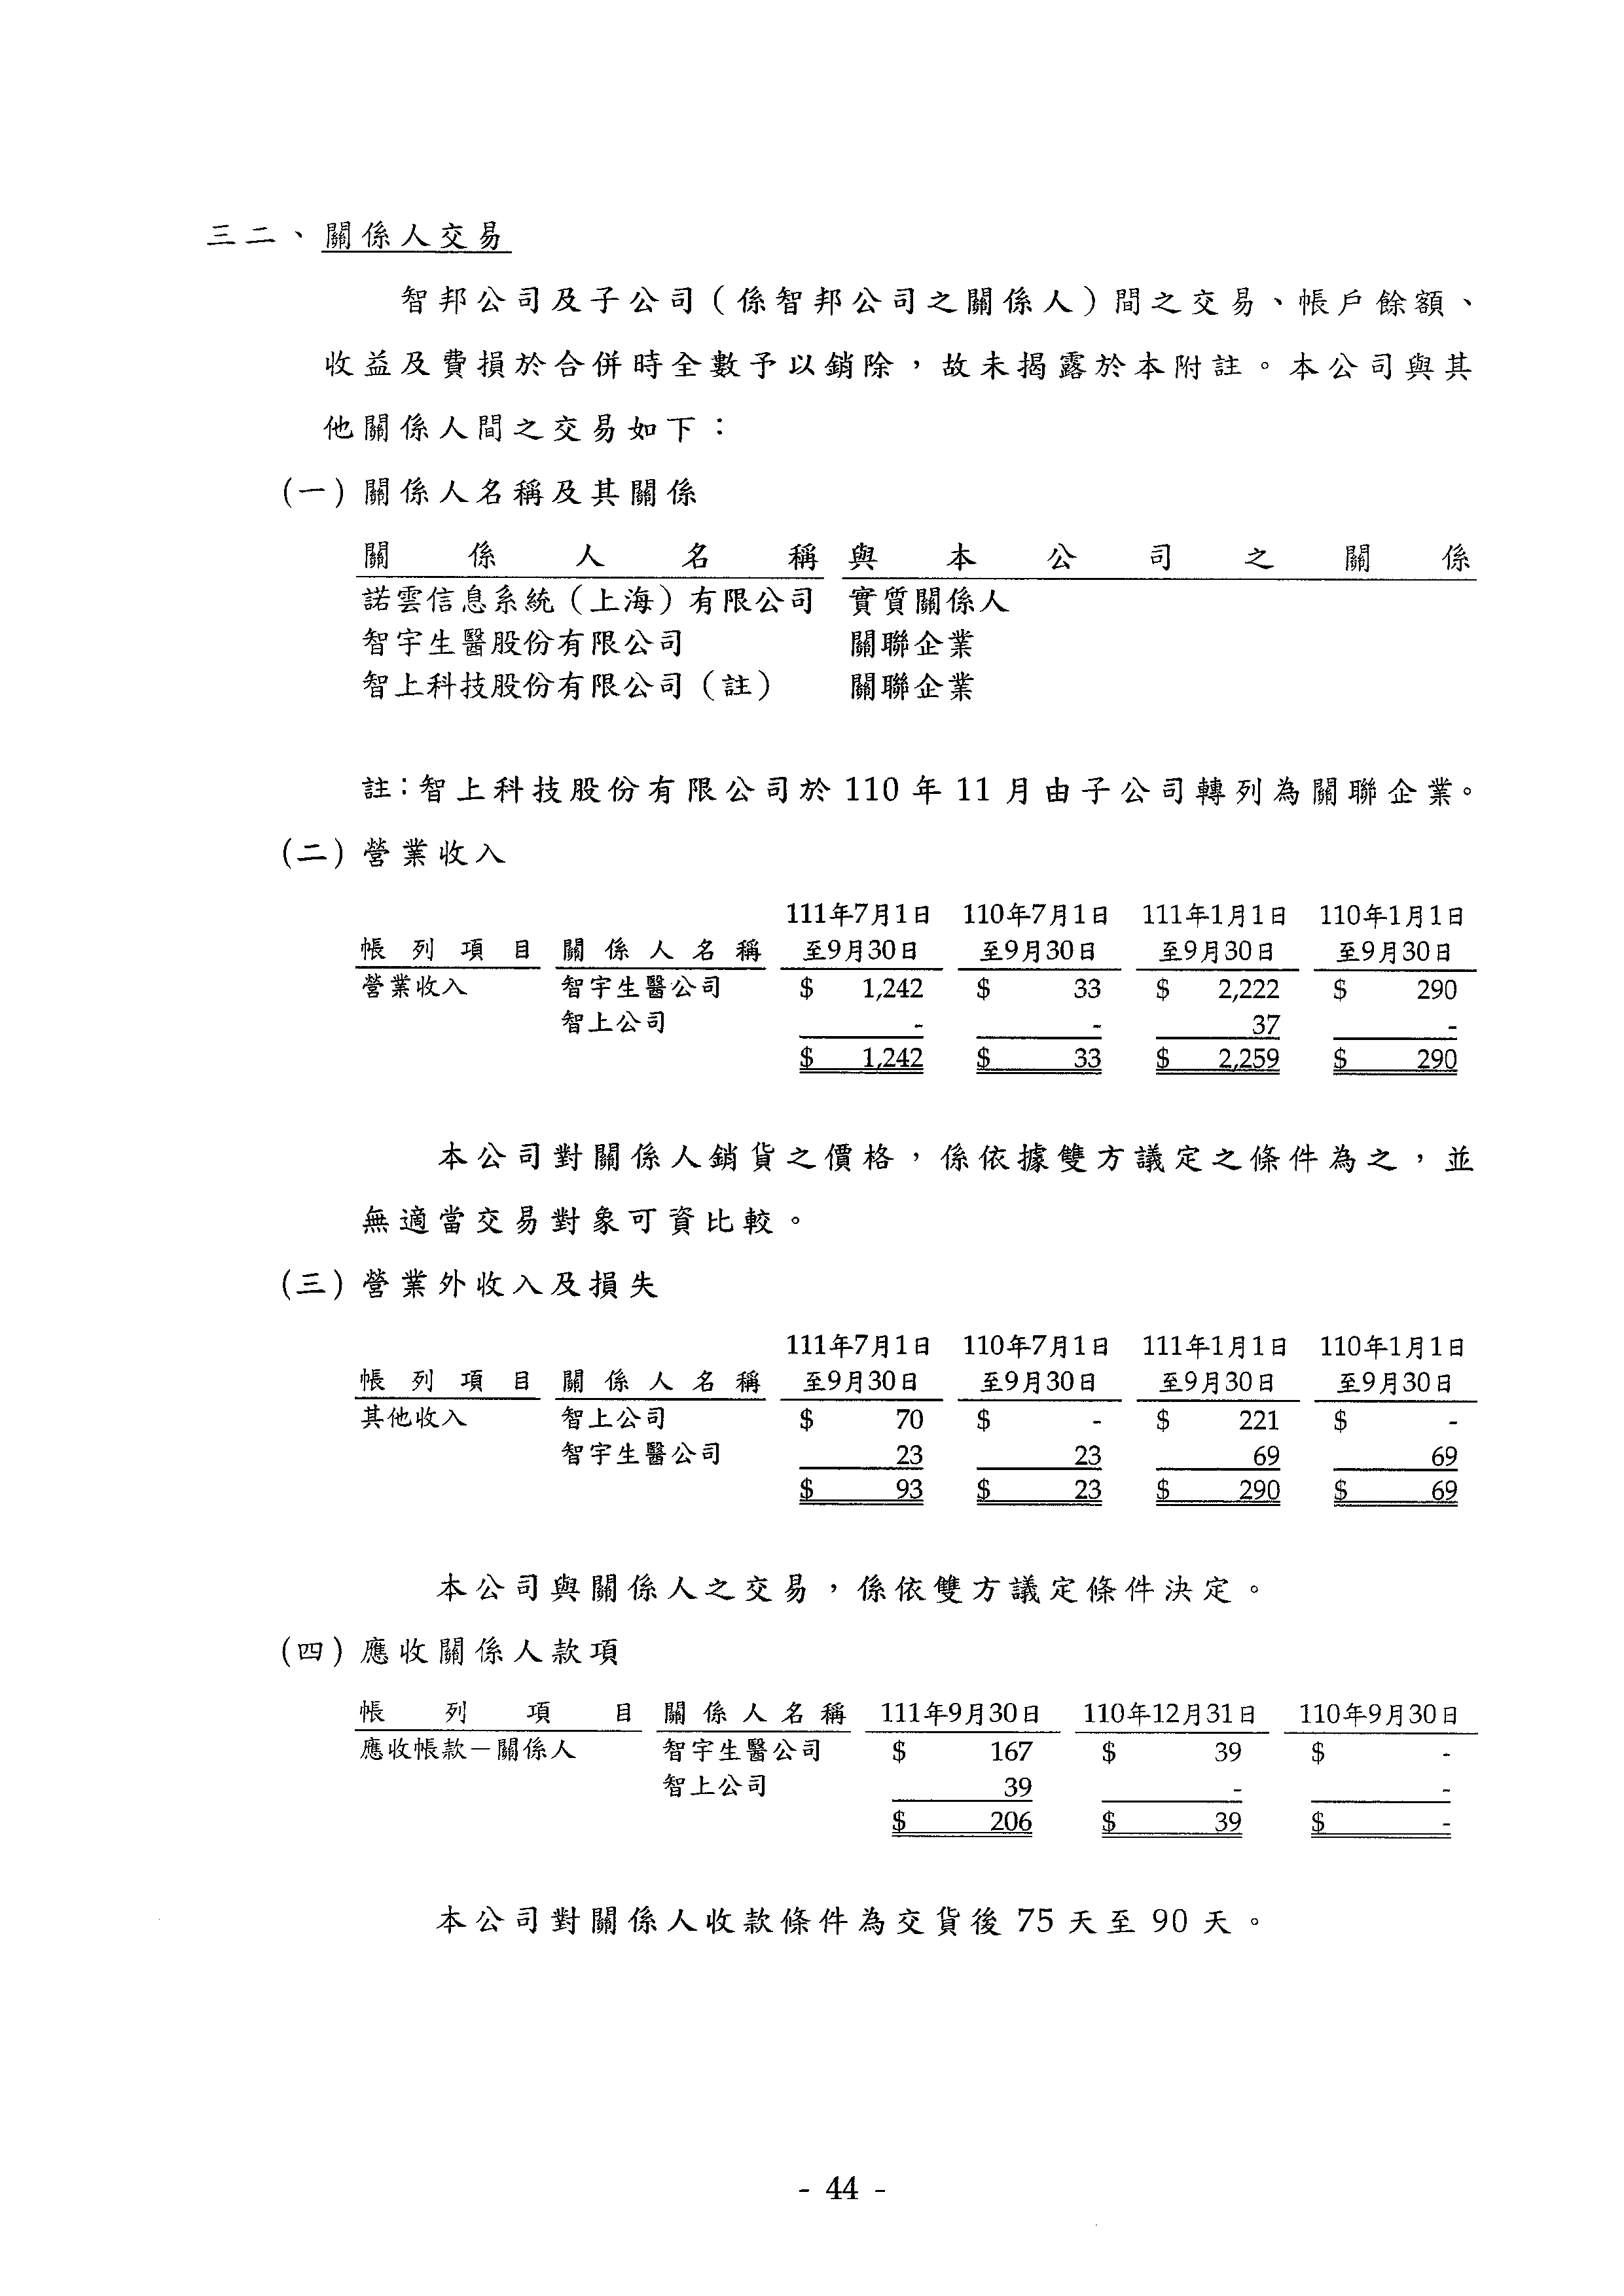 三二、關係人交易
智邦公司及子公司（係智邦公司之關係人）間之交易、帳戶餘額、
收益及費損於合併時全數予以銷除，故未揭露於本附註。本公司與其
他關係人間之交易如下：
(一)關係人名稱及其關係
關係人名稱 與本公司之關係
諾雲信息系統（上海）有限公司 實質關係人
智宇生醫股份有限公司 關聯企業
智上科技股份有限公司（註） 關聯企業
註：智上科技股份有限公司於 110 年 11 月由子公司轉列為關聯企業。
(二)營業收入
111年7月1日 110年7月1日 111年1月1日 110年1月1日
帳列項目 關係人名稱 至9月30日 至9月30日 至9月30日 至9月30日
營業收入 智宇生醫公司 $ 1,242 $ 33 $ 2,222 $ 290
智上公司 - - 37 -
$ 1,242 $ 33 $ 2,259 $ 290
本公司對關係人銷貨之價格，係依據雙方議定之條件為之，並
無適當交易對象可資比較。
(三)營業外收入及損失
111年7月1日 110年7月1日 111年1月1日 110年1月1日
帳列項目 關係人名稱 至9月30日 至9月30日 至9月30日 至9月30日
其他收入 智上公司 $ 70 $ - $ 221 $ -
智宇生醫公司 23 23 69 69
$ 93 $ 23 $ 290 $ 69
本公司與關係人之交易，係依雙方議定條件決定。
(四)應收關係人款項
帳列項目 關係人名稱 111年9月30日 110年12月31日 110年9月30日
應收帳款－關係人 智宇生醫公司 $ 167 $ 39 $ -
智上公司 39 - -
$ 206 $ 39 $ -
本公司對關係人收款條件為交貨後 75 天至 90 天。
- 44 -